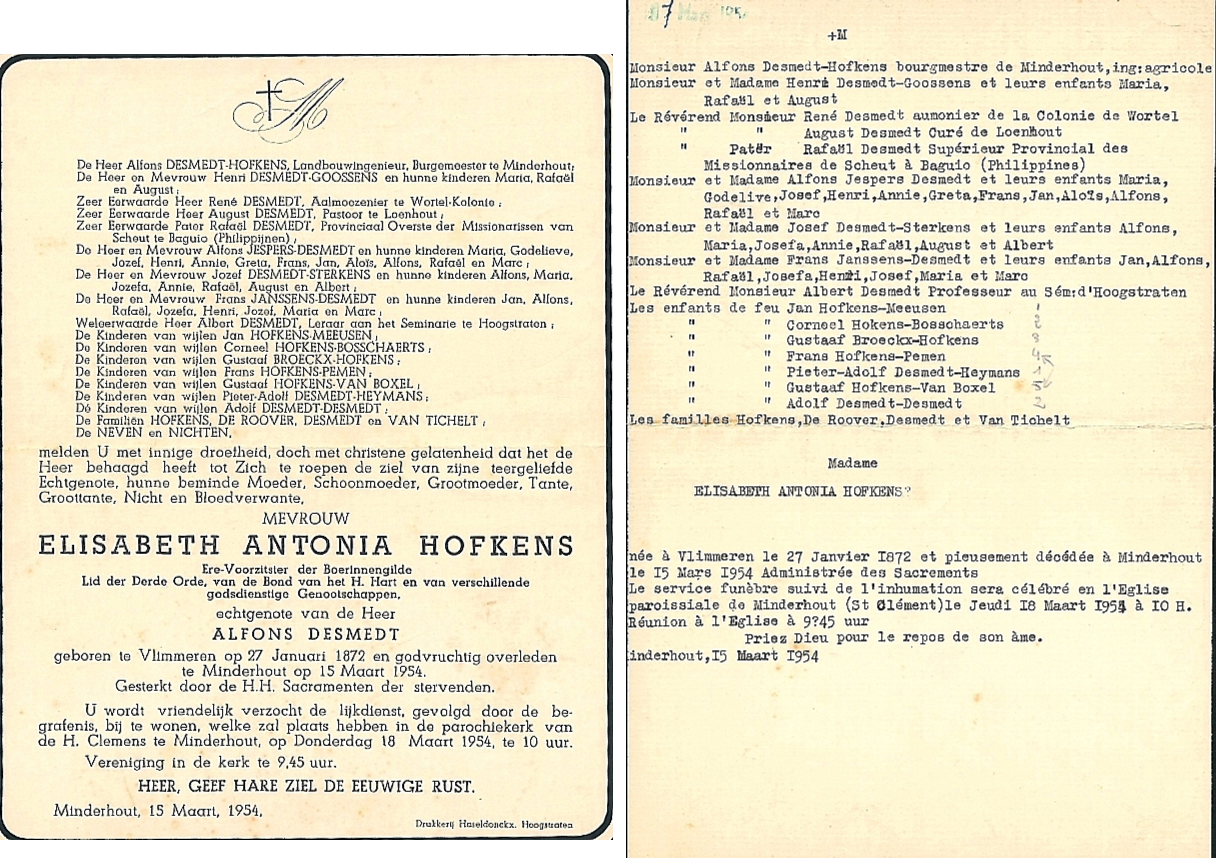 M
De Heer Alfons DESMEDT-HOFKENS, Landbouwingenieur, Burgemeester te Minderhout;
De Heer en Mevrouw Henri DESMEDT-GOOSSENS en hunne kinderen Maria, Rafaël
en August;
Zeer Eerwaarde Heer René DESMEDT, Aalmoezenier te Wortel-Kolonie;
Zeer Eerwaarde Heer August DESMEDT, Pastoor te Loenhout;
Zeer Eerwaarde Pater Rafaël DESMEDT, Provinciaal Overste der Missionarissen van
Scheut te Baguio (Philippijnen);
De Heer en Mevrouw Alfons JESPERS-DESMEDT en hunne kinderen Maria, Godelieve,
Jozef, Henri, Annie, Greta, Frans, Jan, Aloïs, Alfons, Rafaël en Marc;
De Heer en Mevrouw Jozef DESMEDT-STERKENS en hunne kinderen Alfons, Maria,
Jozefa, Annie, Rafaël, August en Albert;
De Heer en Mevrouw Frans JANSSENS-DESMEDT en hunne kinderen Jan, Alfons,
Rafaël, Jozefa, Henri, Jozef, Maria en Marc;
Weleerwaarde Heer Albert DESMEDT, Leraar aan het Seminarie te Hoogstraten;
De Kinderen van wijlen Jan HOFKENS-MEEUSEN;
De Kinderen van wijlen Corneel HOFKENS-BOSSCHAERTS;
De Kinderen van wijlen Gustaaf BROECKX-HOFKENS;
De Kinderen van wijlen Frans HOFKENS-PEMEN;
De Kinderen van wijlen Gustaaf HOFKENS-VAN BOXEL;
De Kinderen van wijlen Pieter-Adolf DESMEDT-HEYMANS;
Dé Kinderen van wijlen Adolf DESMEDT-DESMEDT;
De Familiën HOFKENS, DE ROOVER, DESMEDT en VAN TICHELT;
De NEVEN en NICHTEN,
melden U met innige droefheid, doch met christene gelatenheid dat het de
Heer behaagd heeft tot Zich te roepen de ziel van zijne teergeliefde
Echtgenote, hunne beminde Moeder, Schoonmoeder, Grootmoeder, Tante,
Groottante, Nicht en Bloedverwante,
MEVROUW
ELISABETH ANTONIA HOFKENS
Ere-Voorzitster der Boerinnengilde
Lid der Derde Orde, van de Bond van het H. Hart en van verschillende
godsdienstige Genootschappen,
echtgenote van de Heer
ALFONS DESMEDT
geboren te Vlimmeren op 27 Januari 1872 en godvruchtig overleden
te Minderhout op 15 Maart 1954.
Gesterkt door de H.H. Sacramenten der stervenden.
U wordt vriendelijk verzocht de lijkdienst, gevolgd door de be-
grafenis, bij te wonen, welke zal plaats hebben in de parochiekerk van
de H. Clemens te Minderhout, op Donderdag 18 Maart 1954, te 10 uur.
Vereniging in de kerk te 9,45 uur.
HEER, GEEF HARE ZIEL DE EEUWIGE RUST.
Minderhout, 15 Maart, 1954.
Drukkerij Haseldonckx. Hoogstraten
+M
Monsieur Alfons Desmedt-Hofkens bourgmestre de Minderhout,ing:agricole
Monsieur et Madame Henri Desmedt-Goossens et leurs enfants Maria,
Rafaël et August
Le Révérend Monsieur René Desmedt aumonier de la Colonie de Wortel
" " August Desmedt Curé de Loenhout
" Pater Rafaël Desmedt Supérieur Provincial des
Missionnaires de Scheut à Baguio (Philippines)
Monsieur et Madame Alfons Jespers Desmedt et leurs enfants Maria,
Godelive,Josef,Henri,Annie,Greta,Frans,Jan,Aloïs,Alfons,
Rafaël et Marc
Monsieur et Madame Josef Desmedt-Sterkens et leurs enfants Alfons,
Maria,Josefa,Annie,Rafaël,August et Albert
Monsieur et Madame Frans Janssens-Desmedt et leurs enfants Jan,Alfons,
Rafaël,Josefa,Henri,Josef,Maria et Marc
Le Révérend Monsieur Albert Desmedt Professeur au Sém:d'Hoogstraten
Les enfants de feu Jan Hofkens-Meeusen 1
" " Corneel Hokens-Bosschaerts 2
" " Gustaaf Broeckx-Hofkens 3
" " Frans Hofkens-Pemen 4
" " Pieter-Adolf Desmedt-Heymans
" " Gustaaf Hofkens-Van Boxel 5
" " Adolf Desmedt-Desmedt
Les familles Hofkens,De Roover,Desmedt et Van Tichelt
Madame
ELISABETH ANTONIA HOFKENS?
née à Vlimmeren le 27 Janvier I872 et pieusement décédée à Minderhout
le I5 Mars I954 Administrée des Sacrements
Le service funèbre suivi de l'inhumation sera célébré en l'Eglise
paroissiale de Minderhout (St Clément)le Jeudi I8 Maart I954 à IO H.
Réunion à l'Eglise à 9?45 uur
Priez Dieu pour le repos de son âme.
inderhout,I5 Maart I954